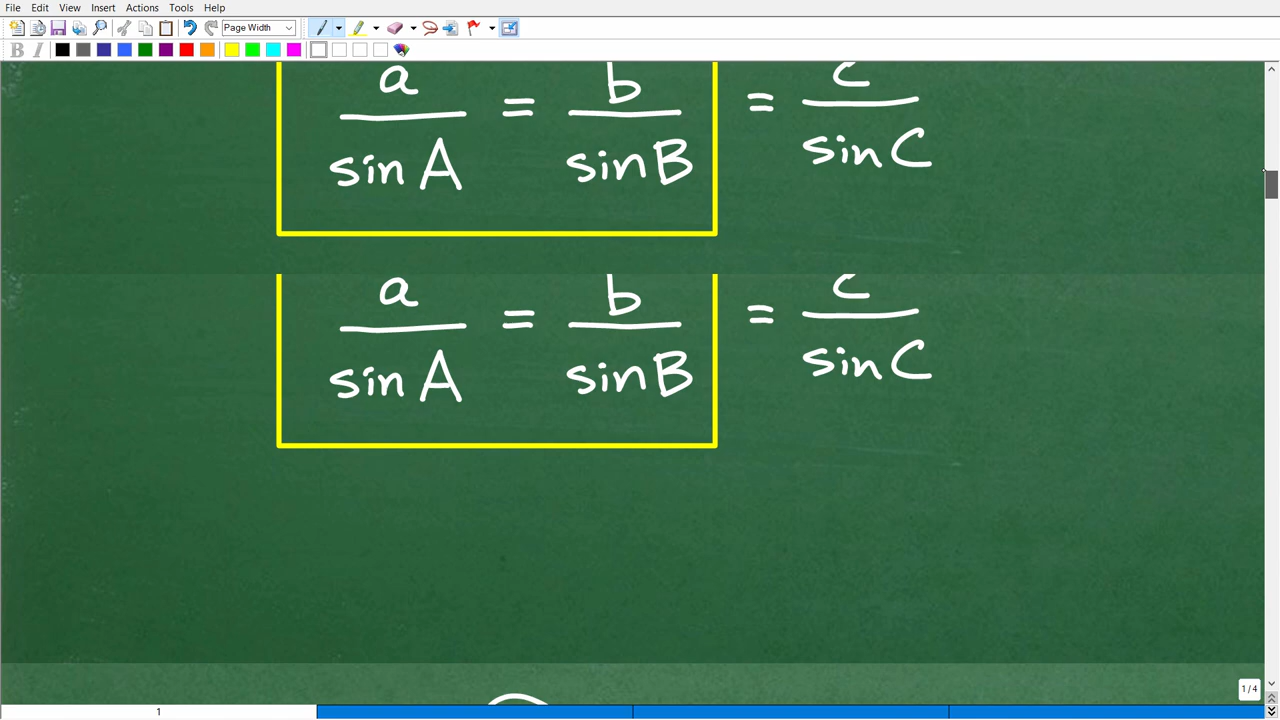 File Edit View Insert Actions Tools Help
Page Width
B I
a/sin A = b/sin B = c/sin C
a/sin A = b/sin B = c/sin C
1 / 4
1